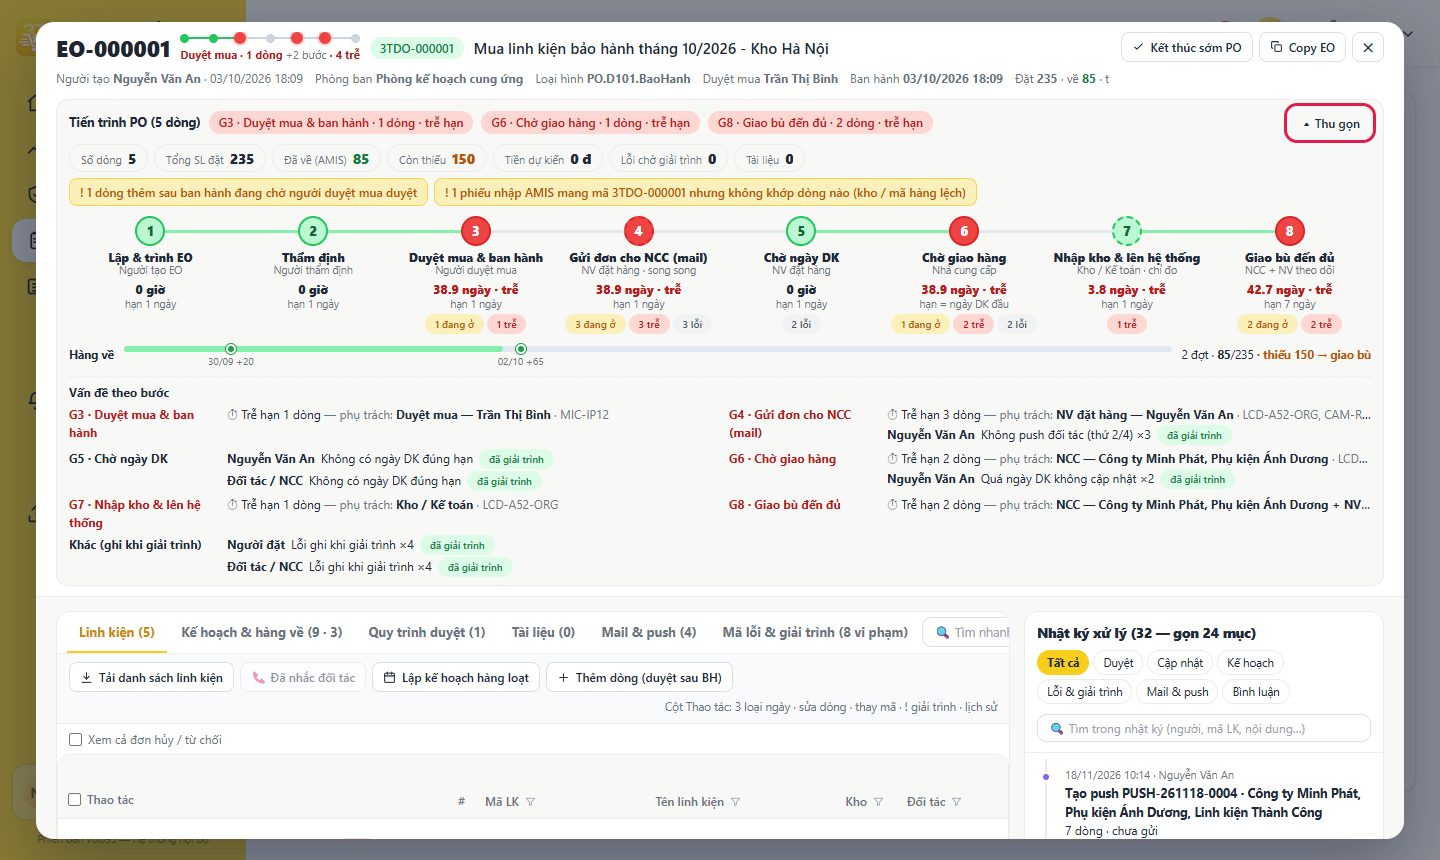 EO-000001
Duyệt mua · 1 dòng +2 bước · 4 trễ
3TDO-000001
Mua linh kiện bảo hành tháng 10/2026 - Kho Hà Nội
Kết thúc sớm PO
Copy EO
Người tạo Nguyễn Văn An · 03/10/2026 18:09 Phòng ban Phòng kế hoạch cung ứng Loại hình PO.D101.BaoHanh Duyệt mua Trần Thị Bình Ban hành 03/10/2026 18:09 Đặt 235 · về 85 · t
Tiến trình PO (5 dòng)
G3 · Duyệt mua & ban hành · 1 dòng · trễ hạn
G6 · Chờ giao hàng · 1 dòng · trễ hạn
G8 · Giao bù đến đủ · 2 dòng · trễ hạn
Thu gọn
Số dòng 5
Tổng SL đặt 235
Đã về (AMIS) 85
Còn thiếu 150
Tiền dự kiến 0 đ
Lỗi chờ giải trình 0
Tài liệu 0
! 1 dòng thêm sau ban hành đang chờ người duyệt mua duyệt
! 1 phiếu nhập AMIS mang mã 3TDO-000001 nhưng không khớp dòng nào (kho / mã hàng lệch)
1 2 3 4 5 6 7 8
Lập & trình EO
Người tạo EO
0 giờ
hạn 1 ngày
Thẩm định
Người thẩm định
0 giờ
hạn 1 ngày
Duyệt mua & ban hành
Người duyệt mua
38.9 ngày · trễ
hạn 1 ngày
1 đang ở 1 trễ
Gửi đơn cho NCC (mail)
NV đặt hàng · song song
38.9 ngày · trễ
hạn 1 ngày
3 đang ở 3 trễ 3 lỗi
Chờ ngày DK
NV đặt hàng
0 giờ
hạn 1 ngày
2 lỗi
Chờ giao hàng
Nhà cung cấp
38.9 ngày · trễ
hạn = ngày DK đầu
1 đang ở 2 trễ 2 lỗi
Nhập kho & lên hệ thống
Kho / Kế toán · chỉ đo
3.8 ngày · trễ
hạn 1 ngày
1 trễ
Giao bù đến đủ
NCC + NV theo dõi
42.7 ngày · trễ
hạn 7 ngày
2 đang ở 2 trễ
Hàng về
30/09 +20
02/10 +65
2 đợt · 85/235 · thiếu 150 → giao bù
Vấn đề theo bước
G3 · Duyệt mua & ban hành
Trễ hạn 1 dòng — phụ trách: Duyệt mua — Trần Thị Bình · MIC-IP12
G4 · Gửi đơn cho NCC (mail)
Trễ hạn 3 dòng — phụ trách: NV đặt hàng — Nguyễn Văn An · LCD-A52-ORG, CAM-R...
Nguyễn Văn An Không push đối tác (thứ 2/4) ×3 đã giải trình
G5 · Chờ ngày DK
Nguyễn Văn An Không có ngày DK đúng hạn đã giải trình
Đối tác / NCC Không có ngày DK đúng hạn đã giải trình
G6 · Chờ giao hàng
Trễ hạn 2 dòng — phụ trách: NCC — Công ty Minh Phát, Phụ kiện Ánh Dương · LCD...
Nguyễn Văn An Quá ngày DK không cập nhật ×2 đã giải trình
G7 · Nhập kho & lên hệ thống
Trễ hạn 1 dòng — phụ trách: Kho / Kế toán · LCD-A52-ORG
G8 · Giao bù đến đủ
Trễ hạn 2 dòng — phụ trách: NCC — Công ty Minh Phát, Phụ kiện Ánh Dương + NV...
Khác (ghi khi giải trình)
Người đặt Lỗi ghi khi giải trình ×4 đã giải trình
Đối tác / NCC Lỗi ghi khi giải trình ×4 đã giải trình
Linh kiện (5)
Kế hoạch & hàng về (9 · 3)
Quy trình duyệt (1)
Tài liệu (0)
Mail & push (4)
Mã lỗi & giải trình (8 vi phạm)
Tìm nhanh
Tải danh sách linh kiện
Đã nhắc đối tác
Lập kế hoạch hàng loạt
Thêm dòng (duyệt sau BH)
Cột Thao tác: 3 loại ngày · sửa dòng · thay mã · ! giải trình · lịch sử
Xem cả đơn hủy / từ chối
Thao tác # Mã LK Tên linh kiện Kho Đối tác
Nhật ký xử lý (32 — gọn 24 mục)
Tất cả Duyệt Cập nhật Kế hoạch
Lỗi & giải trình Mail & push Bình luận
Tìm trong nhật ký (người, mã LK, nội dung...)
18/11/2026 10:14 · Nguyễn Văn An
Tạo push PUSH-261118-0004 · Công ty Minh Phát,
Phụ kiện Ánh Dương, Linh kiện Thành Công
7 dòng · chưa gửi